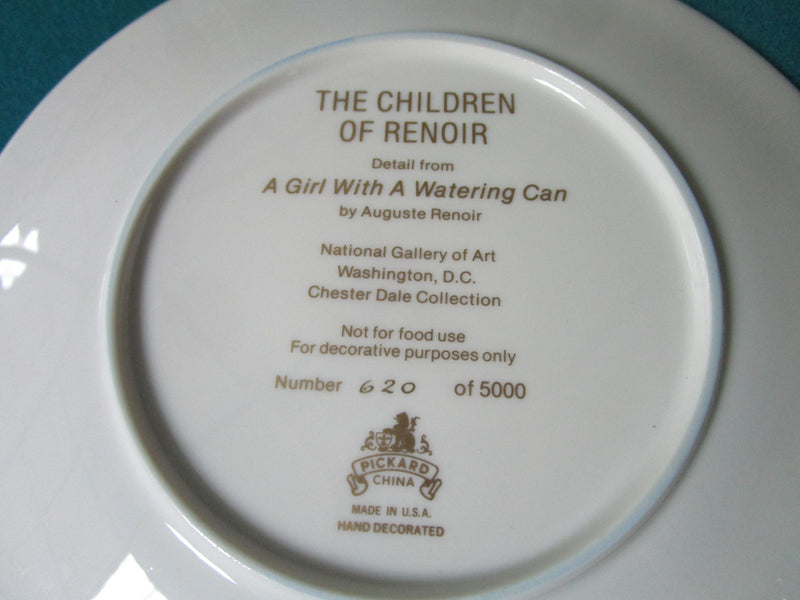 THE CHILDREN
OF RENOIR
Detail from
A Girl With A Watering Can
by Auguste Renoir
National Gallery of Art
Washington, D.C.
Chester Dale Collection
Not for food use
For decorative purposes only
Number 620 of 5000
PICKARD
CHINA
MADE IN U.S.A.
HAND DECORATED